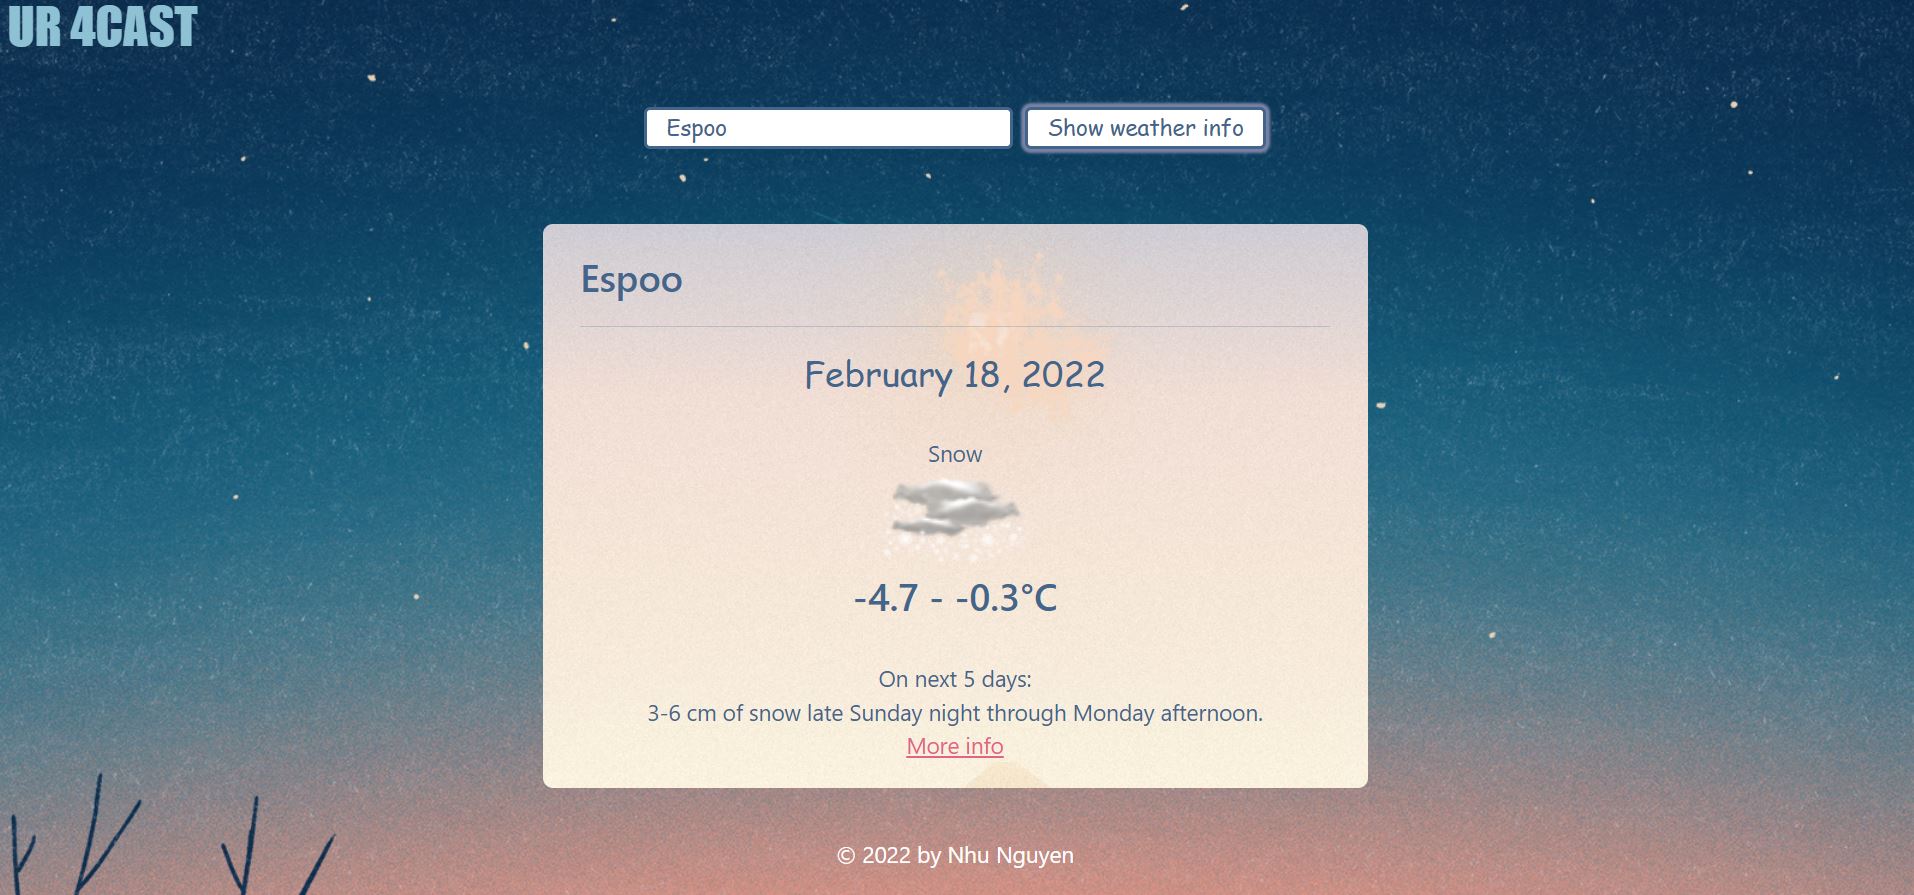 UR 4CAST
Espoo
Show weather info
Espoo
February 18, 2022
Snow
-4.7 - -0.3°C
On next 5 days:
3-6 cm of snow late Sunday night through Monday afternoon.
More info
© 2022 by Nhu Nguyen